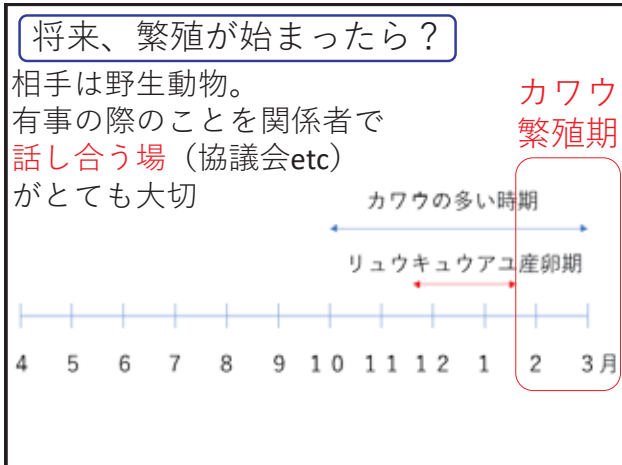 将来、繁殖が始まったら？
相手は野生動物。
有事の際のことを関係者で
話し合う場（協議会etc）
がとても大切
カワウ
繁殖期
カワウの多い時期
リュウキュウアユ産卵期
4 5 6 7 8 9 10 11 12 1 2 3月